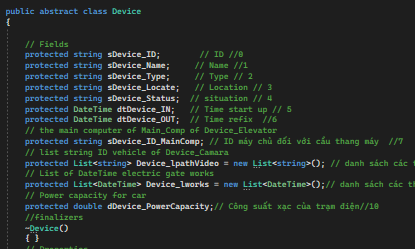 public abstract class Device
{
// Fields
protected string sDevice_ID; // ID //0
protected string sDevice_Name; // Name //1
protected string sDevice_Type; // Type // 2
protected string sDevice_Locate; // Location // 3
protected string sDevice_Status; // situation // 4
protected DateTime dtDevice_IN; // Time start up // 5
protected DateTime dtDevice_OUT; // Time refix //6
// the main computer of Main_Comp of Device_Elevator
protected string sDevice_ID_MainComp; // ID máy chủ đối với cầu thang máy //7
// list string ID vehicle of Device_Camara
protected List<string> Device_lpathVideo = new List<string>(); // danh sách các
// List of DateTime electric gate works
protected List<DateTime> Device_lworks = new List<DateTime>();// danh sách các
// Power capacity for car
protected double dDevice_PowerCapacity;// Công suất xạc của trạm điện//10
//finalizers
~Device()
{ }
// Properties